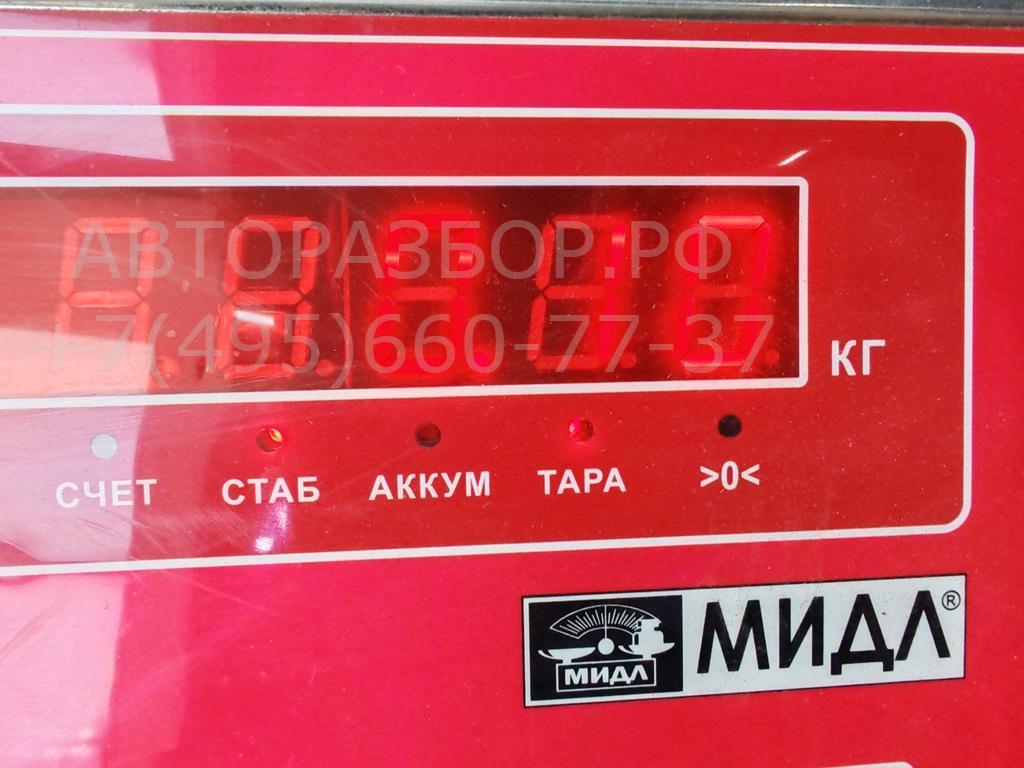 АВТОРАЗБОР.РФ
+7(495)660-77-37
КГ
СЧЕТ СТАБ АККУМ ТАРА >0<
МИДЛ МИДЛ®